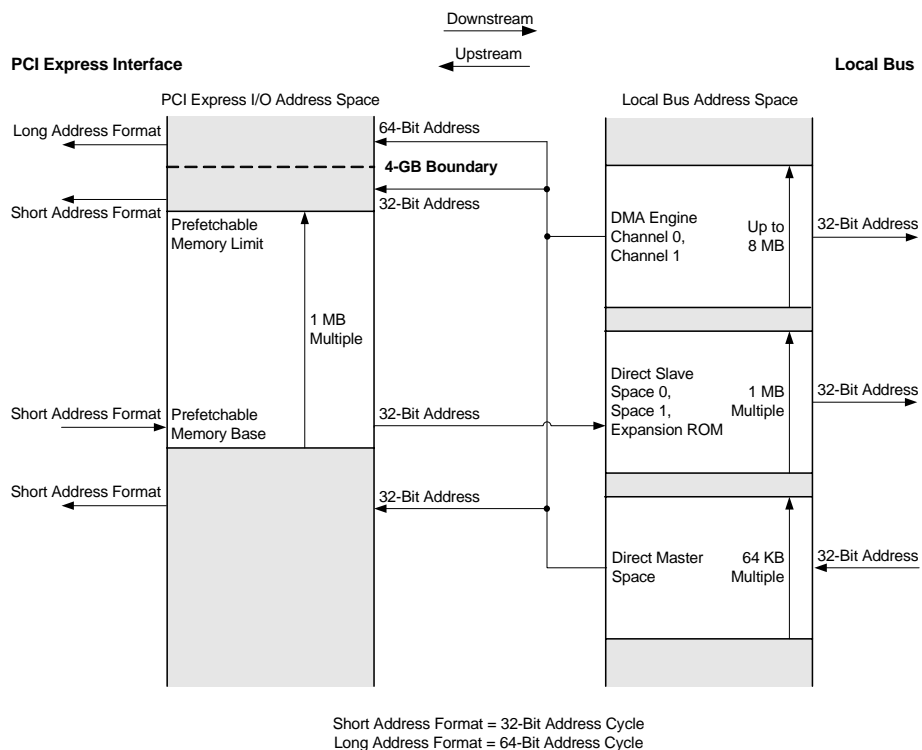 Downstream
Upstream
PCI Express Interface
Local Bus
PCI Express I/O Address Space
Local Bus Address Space
Long Address Format
64-Bit Address
4-GB Boundary
Short Address Format
32-Bit Address
Prefetchable
Memory Limit
1 MB
Multiple
DMA Engine
Channel 0,
Channel 1
Up to
8 MB
32-Bit Address
Short Address Format
Prefetchable
Memory Base
32-Bit Address
Direct Slave
Space 0,
Space 1,
Expansion ROM
1 MB
Multiple
32-Bit Address
Short Address Format
32-Bit Address
Direct Master
Space
64 KB
Multiple
32-Bit Address
Short Address Format = 32-Bit Address Cycle
Long Address Format = 64-Bit Address Cycle